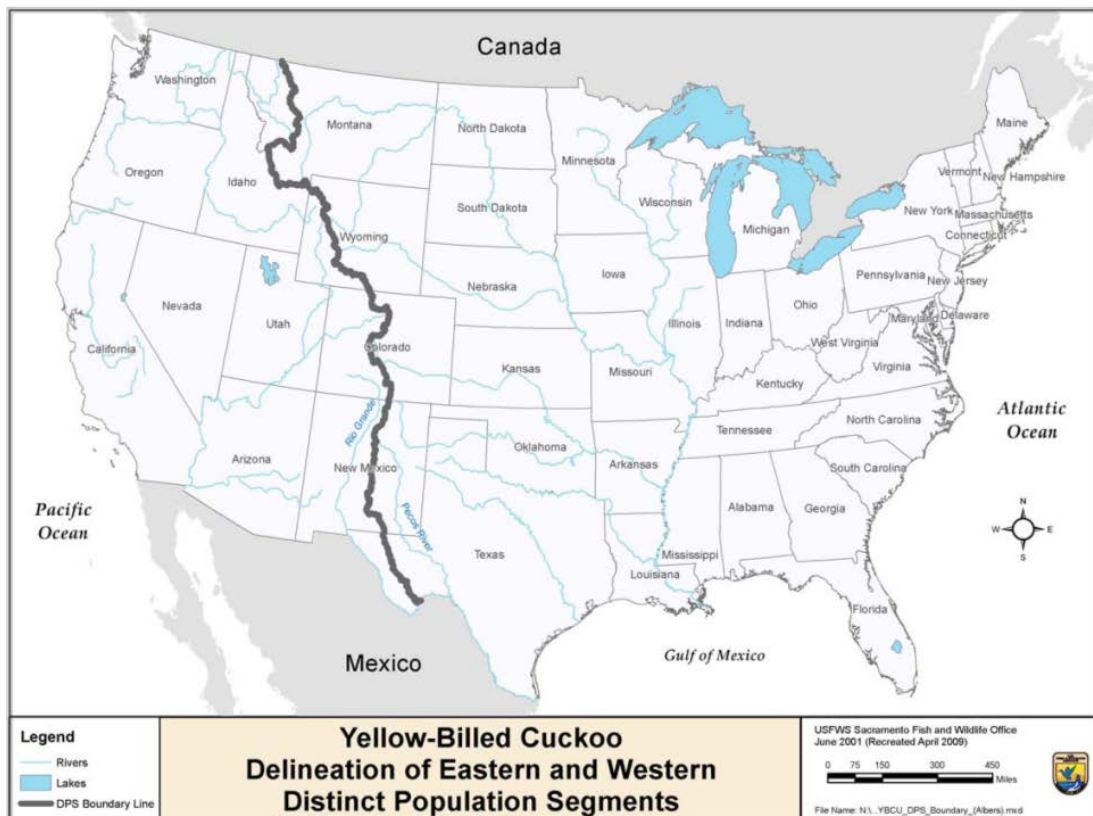 Canada
Washington
Montana
North Dakota
Minnesota
Maine
Oregon
Idaho
Vermont
New Hampshire
South Dakota
Wisconsin
Michigan
New York
Massachusetts
Connecticut
Wyoming
Iowa
Pennsylvania
New Jersey
Nebraska
Nevada
Utah
Illinois
Indiana
Ohio
Maryland
Delaware
California
Colorado
Kansas
Missouri
West Virginia
Virginia
Kentucky
Rio Grande
Atlantic
Ocean
Arizona
New Mexico
Oklahoma
Arkansas
Tennessee
North Carolina
South Carolina
Pacific
Ocean
Pecos River
Texas
Alabama
Georgia
N
W
E
S
Mississippi
Louisiana
Florida
Gulf of Mexico
Mexico
Legend
Rivers
Lakes
DPS Boundary Line
Yellow-Billed Cuckoo
Delineation of Eastern and Western
Distinct Population Segments
USFWS Sacramento Fish and Wildlife Office
June 2001 (Recreated April 2009)
0 75 150 300 450
Miles
File Name: N:\...YBCU_DPS_Boundary_(Albers).mxd